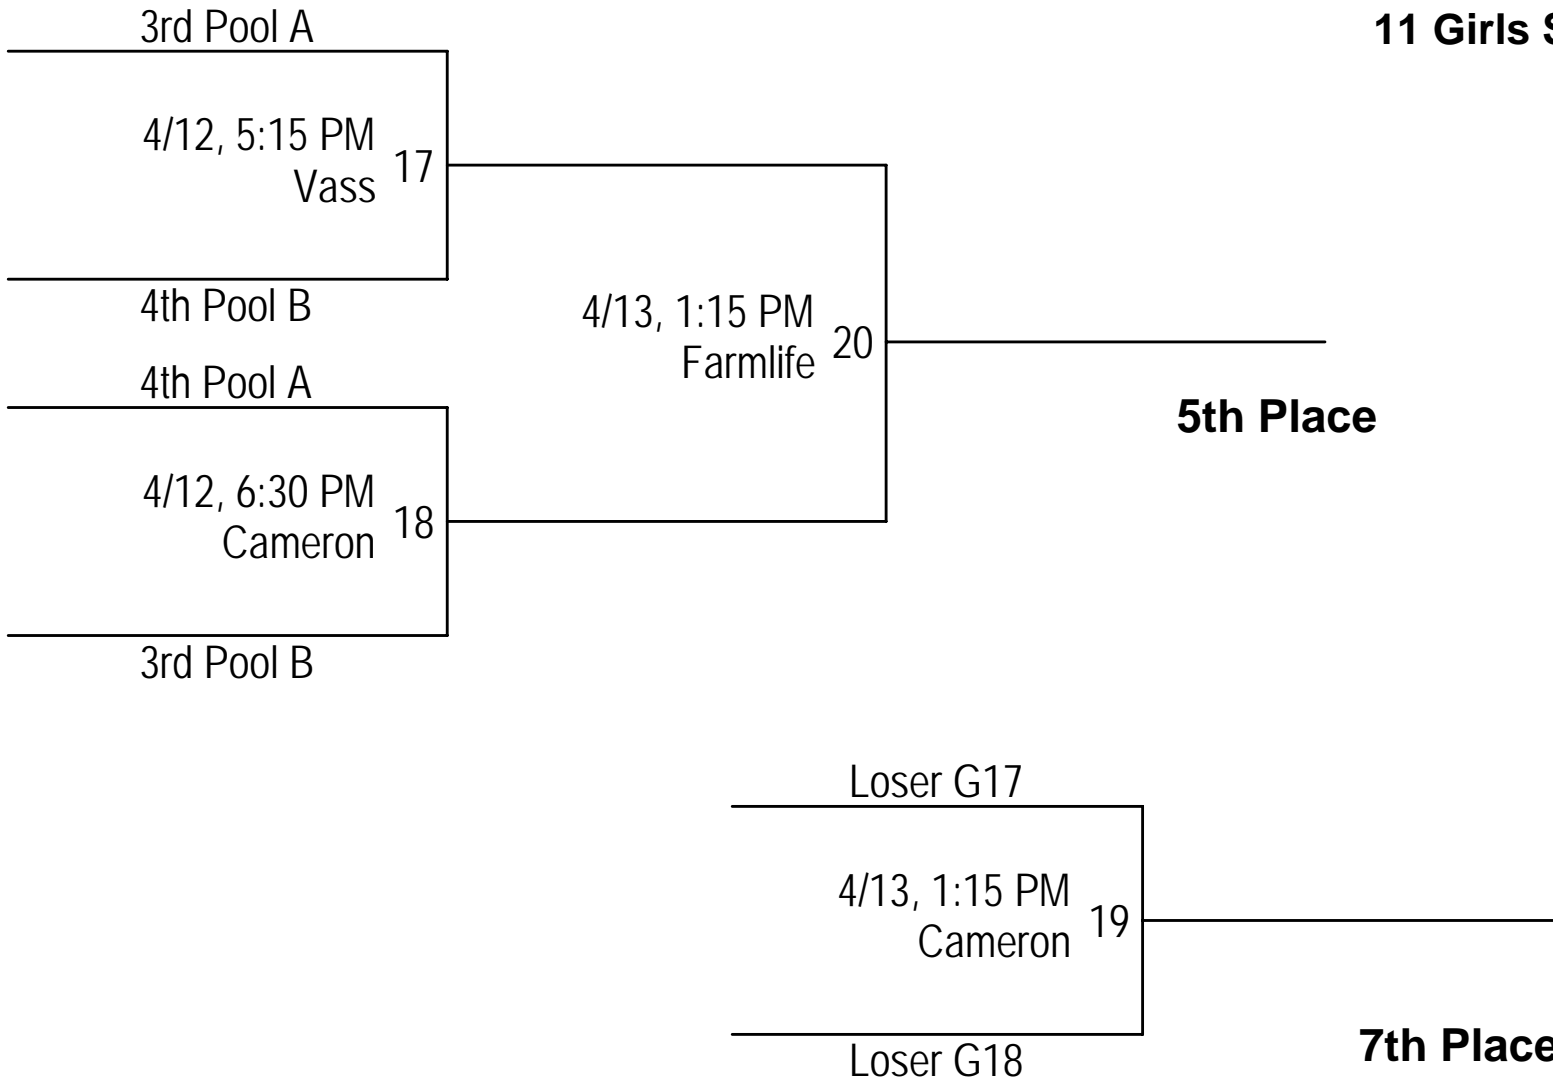 3rd Pool A
11 Girls
4/12, 5:15 PM
Vass
17
4th Pool B
4/13, 1:15 PM
Farmlife
20
4th Pool A
5th Place
4/12, 6:30 PM
Cameron
18
3rd Pool B
Loser G17
4/13, 1:15 PM
Cameron
19
Loser G18
7th Place